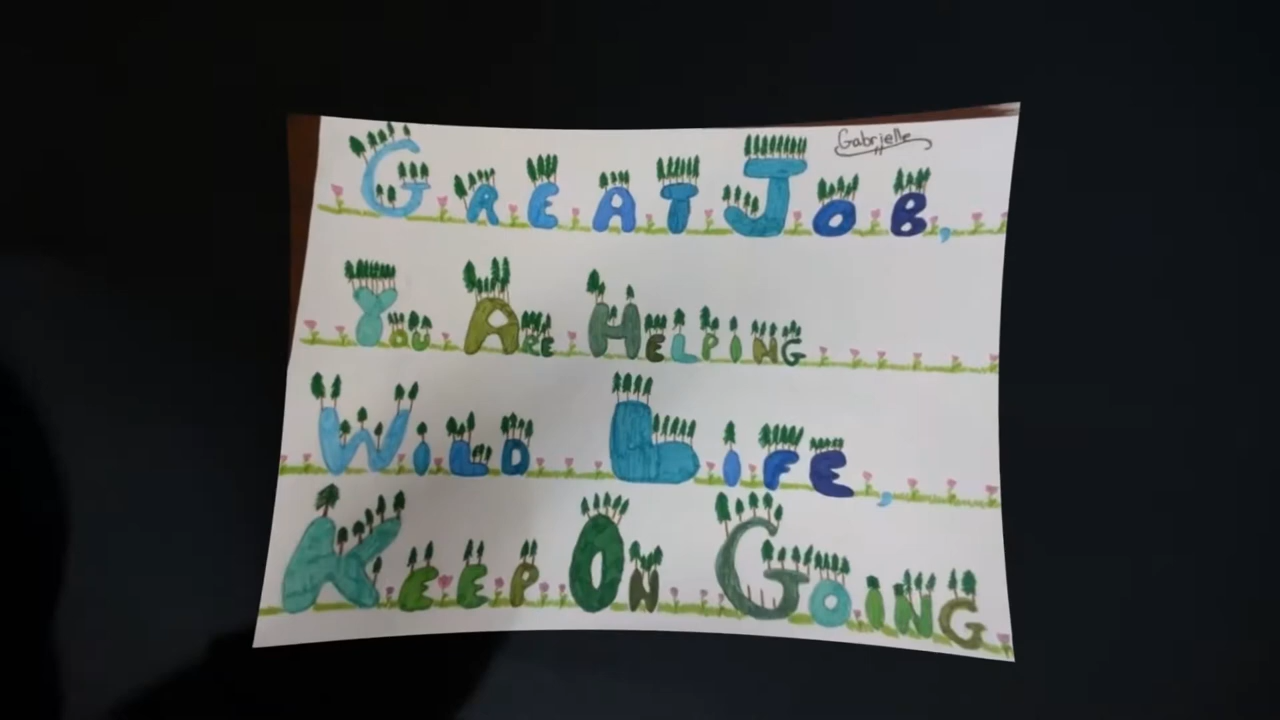 Gabrielle
GREAT JOB,
YOU ARE HELPING
WILD LIFE,
KEEP ON GOING